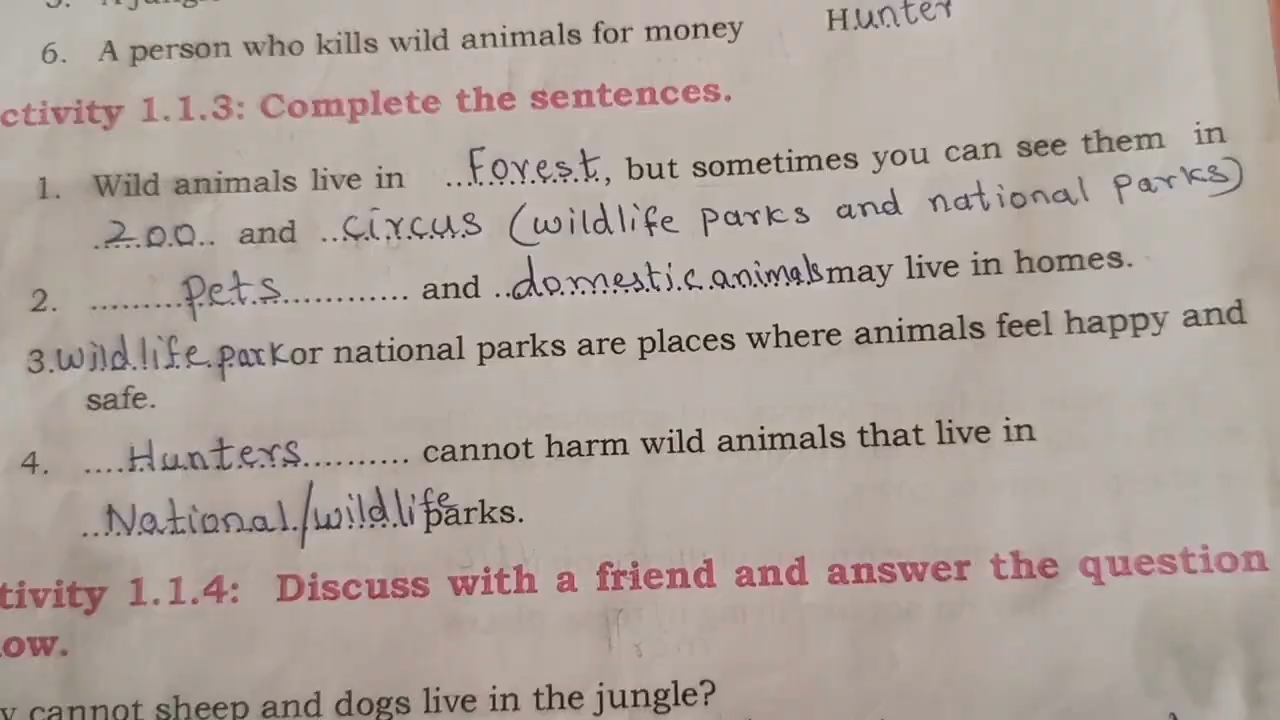 6. A person who kills wild animals for money Hunter
ctivity 1.1.3: Complete the sentences.
1. Wild animals live in ...Forest, but sometimes you can see them in
.200.. and ..circus (wildlife parks and national parks)
2. .........pets............ and ..domestic animals may live in homes.
3. wildlife park or national parks are places where animals feel happy and
safe.
4. ....Hunters.......... cannot harm wild animals that live in
..National/wildlife parks.
tivity 1.1.4: Discuss with a friend and answer the question
ow.
y cannot sheep and dogs live in the jungle?